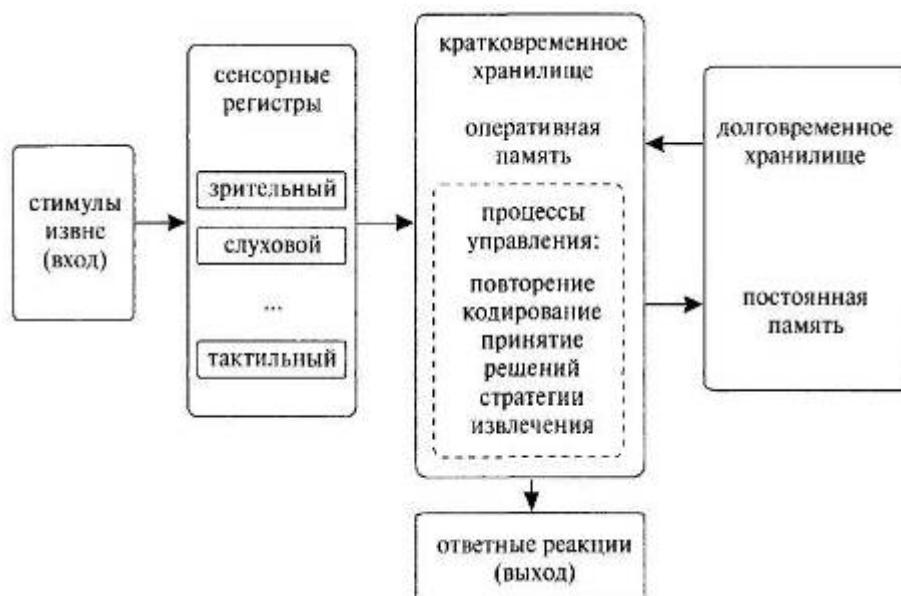 стимулы
извне
(вход)
сенсорные
регистры
зрительный
слуховой
...
тактильный
кратковременное
хранилище
оперативная
память
процессы
управления:
повторение
кодирование
принятие
решений
стратегии
извлечения
долговременное
хранилище
постоянная
память
ответные реакции
(выход)